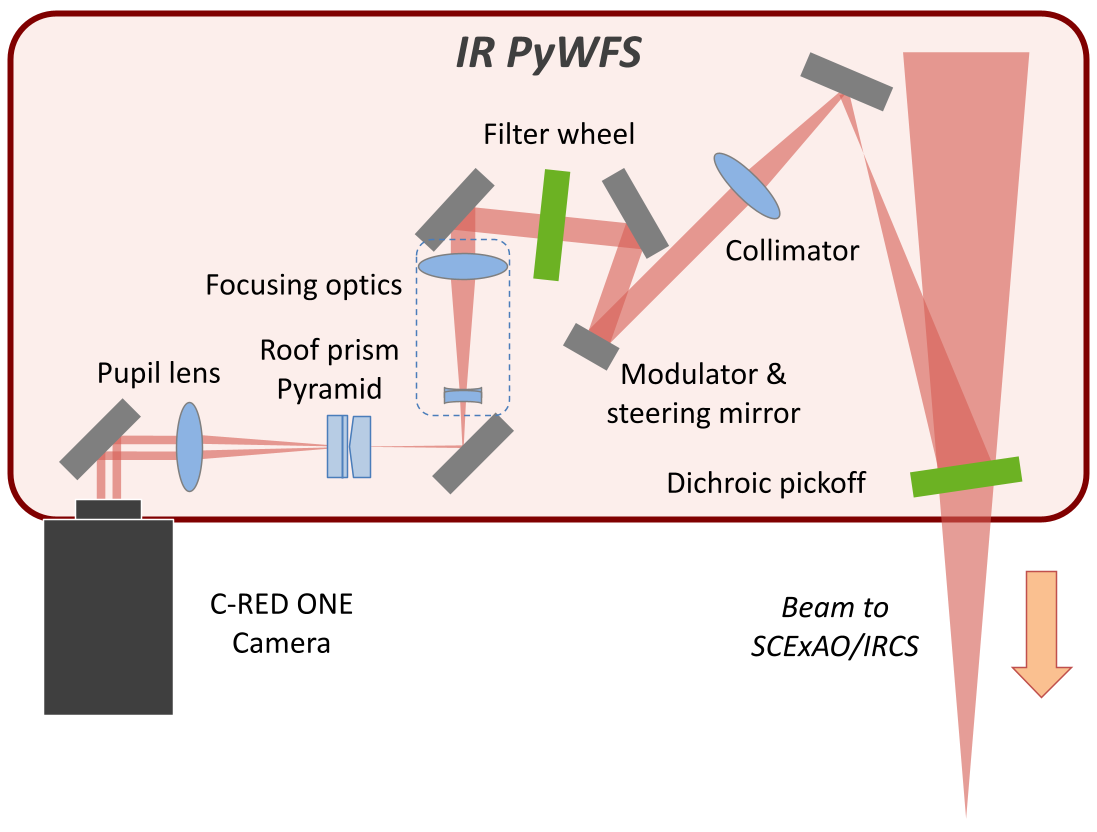 IR PyWFS
Filter wheel
Collimator
Focusing optics
Roof prism
Pyramid
Pupil lens
Modulator &
steering mirror
Dichroic pickoff
C-RED ONE
Camera
Beam to
SCExAO/IRCS